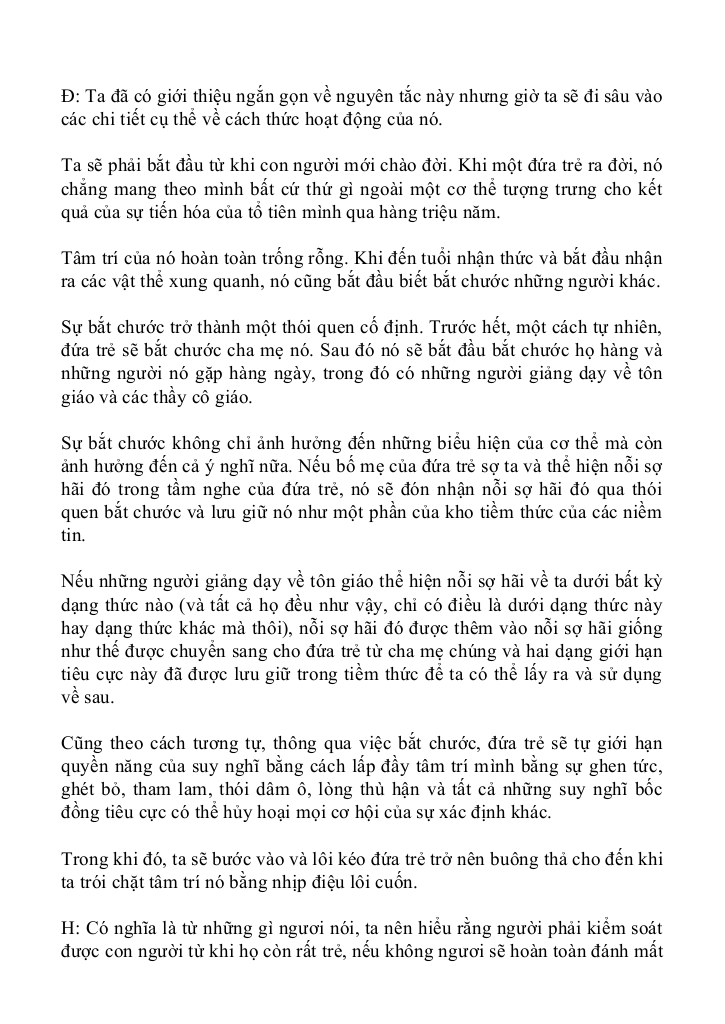 Đ: Ta đã có giới thiệu ngắn gọn về nguyên tắc này nhưng giờ ta sẽ đi sâu vào
các chi tiết cụ thể về cách thức hoạt động của nó.
Ta sẽ phải bắt đầu từ khi con người mới chào đời. Khi một đứa trẻ ra đời, nó
chẳng mang theo mình bất cứ thứ gì ngoài một cơ thể tượng trưng cho kết
quả của sự tiến hóa của tổ tiên mình qua hàng triệu năm.
Tâm trí của nó hoàn toàn trống rỗng. Khi đến tuổi nhận thức và bắt đầu nhận
ra các vật thể xung quanh, nó cũng bắt đầu biết bắt chước những người khác.
Sự bắt chước trở thành một thói quen cố định. Trước hết, một cách tự nhiên,
đứa trẻ sẽ bắt chước cha mẹ nó. Sau đó nó sẽ bắt đầu bắt chước họ hàng và
những người nó gặp hàng ngày, trong đó có những người giảng dạy về tôn
giáo và các thầy cô giáo.
Sự bắt chước không chỉ ảnh hưởng đến những biểu hiện của cơ thể mà còn
ảnh hưởng đến cả ý nghĩ nữa. Nếu bố mẹ của đứa trẻ sợ ta và thể hiện nỗi sợ
hãi đó trong tầm nghe của đứa trẻ, nó sẽ đón nhận nỗi sợ hãi đó qua thói
quen bắt chước và lưu giữ nó như một phần của kho tiềm thức của các niềm
tin.
Nếu những người giảng dạy về tôn giáo thể hiện nỗi sợ hãi về ta dưới bất kỳ
dạng thức nào (và tất cả họ đều như vậy, chỉ có điều là dưới dạng thức này
hay dạng thức khác mà thôi), nỗi sợ hãi đó được thêm vào nỗi sợ hãi giống
như thế được chuyển sang cho đứa trẻ từ cha mẹ chúng và hai dạng giới hạn
tiêu cực này đã được lưu giữ trong tiềm thức để ta có thể lấy ra và sử dụng
về sau.
Cũng theo cách tương tự, thông qua việc bắt chước, đứa trẻ sẽ tự giới hạn
quyền năng của suy nghĩ bằng cách lấp đầy tâm trí mình bằng sự ghen tức,
ghét bỏ, tham lam, thói dâm ô, lòng thù hận và tất cả những suy nghĩ bốc
đồng tiêu cực có thể hủy hoại mọi cơ hội của sự xác định khác.
Trong khi đó, ta sẽ bước vào và lôi kéo đứa trẻ trở nên buông thả cho đến khi
ta trói chặt tâm trí nó bằng nhịp điệu lôi cuốn.
H: Có nghĩa là từ những gì ngươi nói, ta nên hiểu rằng người phải kiểm soát
được con người từ khi họ còn rất trẻ, nếu không ngươi sẽ hoàn toàn đánh mất